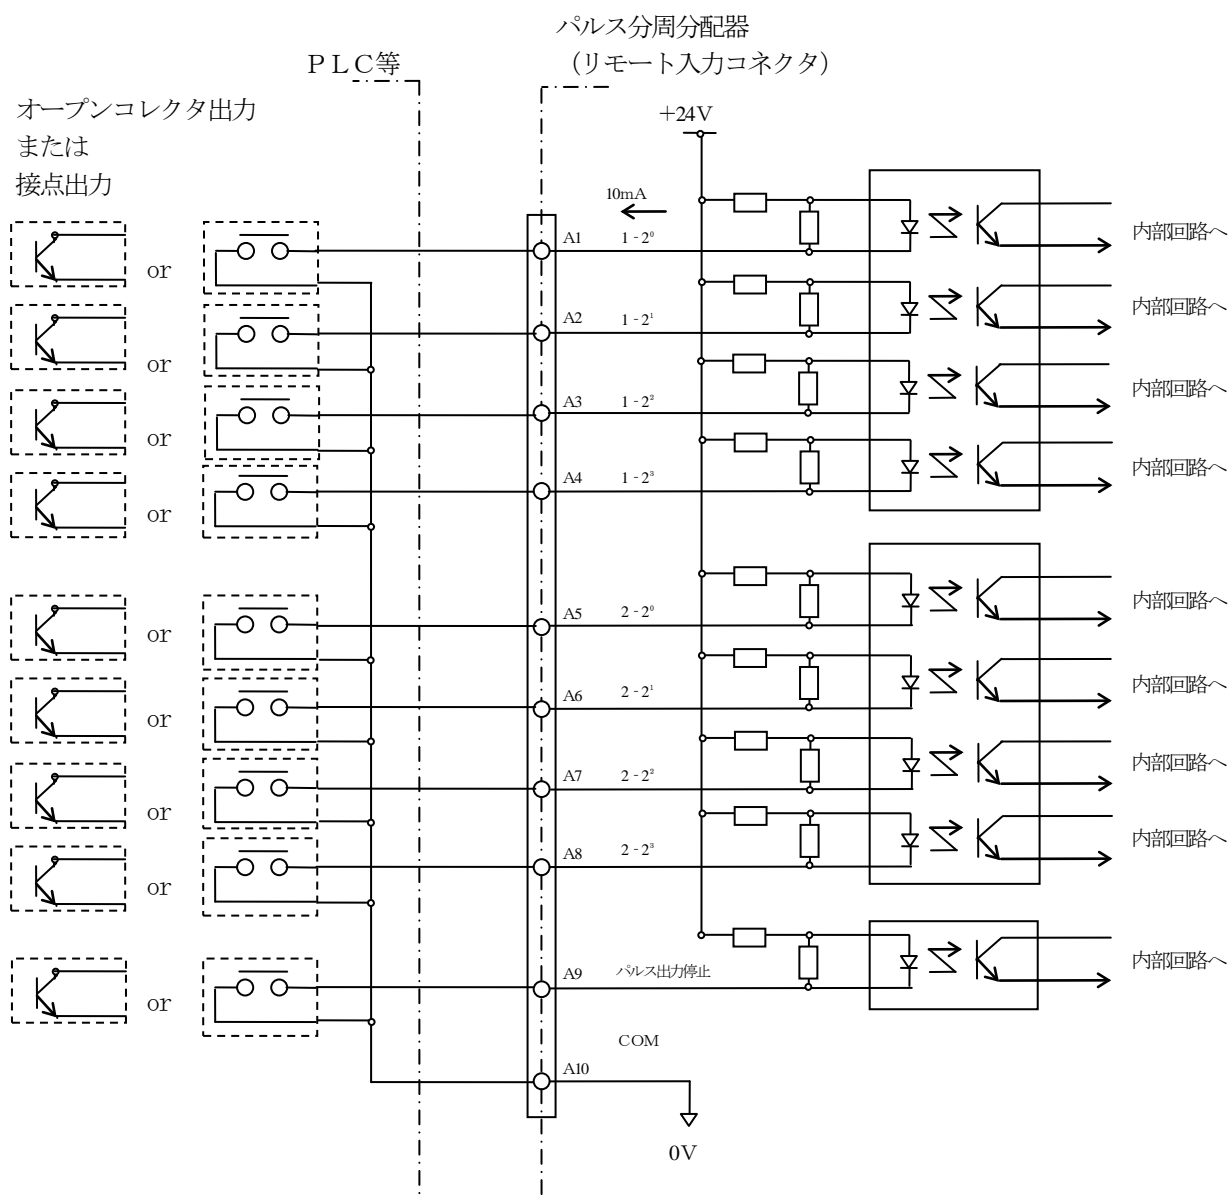 パルス分周分配器
（リモート入力コネクタ）
ＰＬＣ等
オープンコレクタ出力
または
接点出力
＋24V
10mA
A1 1 - 2⁰
内部回路へ
or
A2 1 - 2¹
内部回路へ
or
A3 1 - 2²
内部回路へ
or
A4 1 - 2³
内部回路へ
or
A5 2 - 2⁰
内部回路へ
or
A6 2 - 2¹
内部回路へ
or
A7 2 - 2²
内部回路へ
or
A8 2 - 2³
内部回路へ
or
A9 パルス出力停止
内部回路へ
or
COM
A10
0V